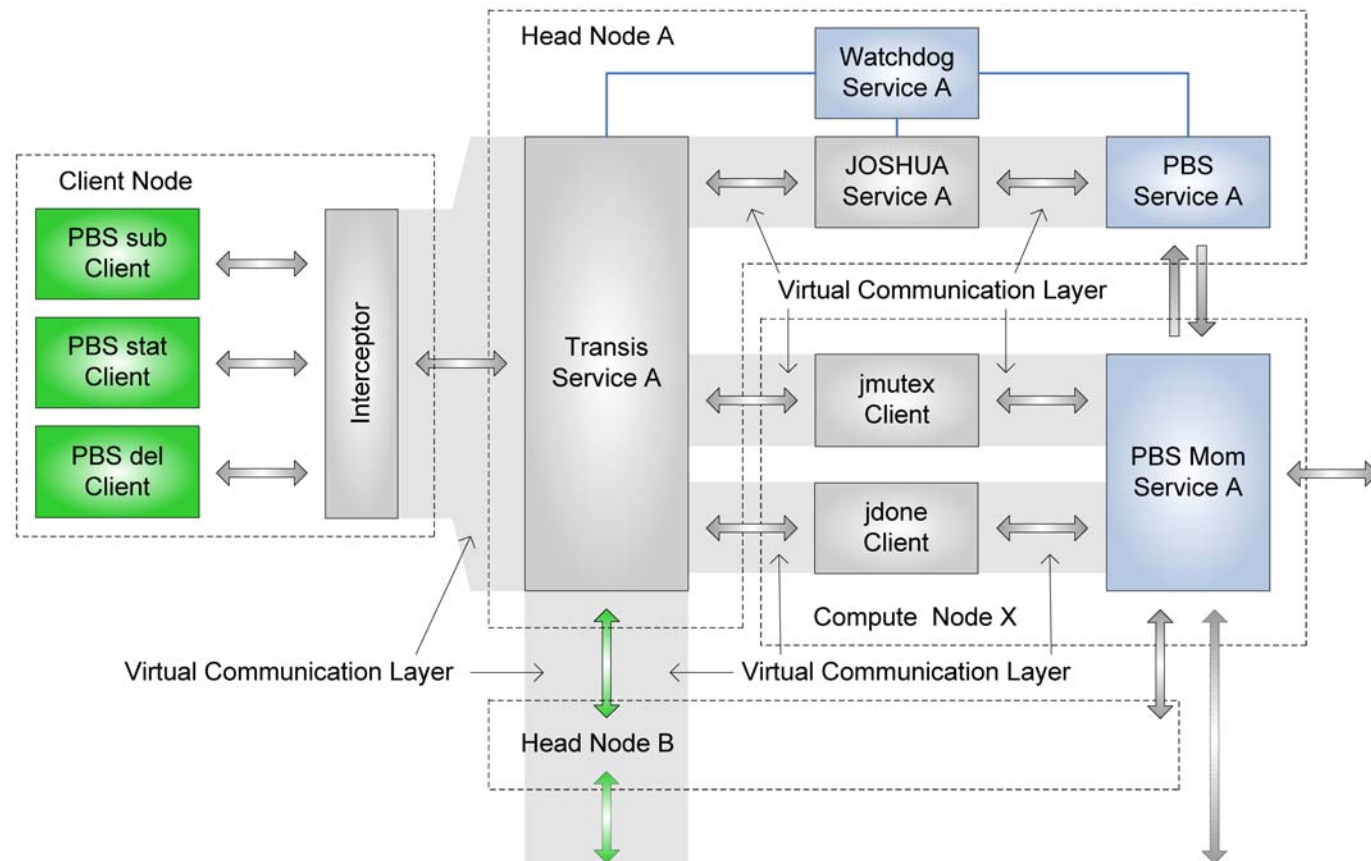 Head Node A
Watchdog
Service A
Client Node
PBS sub
Client
PBS stat
Client
PBS del
Client
Interceptor
Transis
Service A
JOSHUA
Service A
PBS
Service A
Virtual Communication Layer
jmutex
Client
jdone
Client
PBS Mom
Service A
Compute Node X
Virtual Communication Layer
Virtual Communication Layer
Head Node B